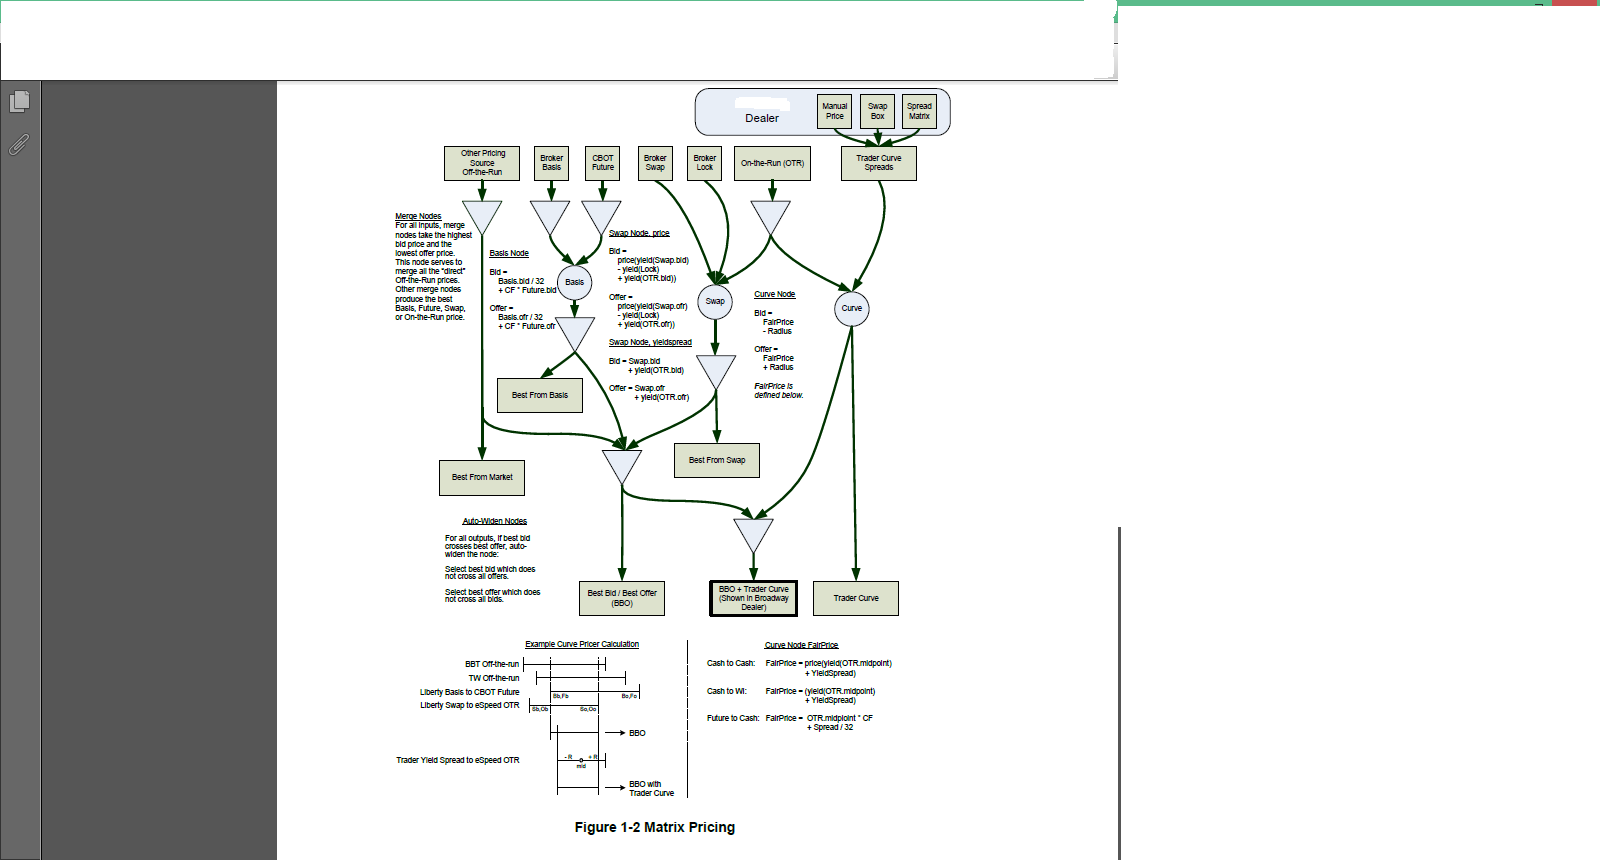 Dealer
Manual
Price
Swap
Box
Spread
Matrix
Other Pricing
Source
Off-the-Run
Broker
Basis
CBOT
Future
Broker
Swap
Broker
Lock
On-the-Run (OTR)
Trader Curve
Spreads
Merge Nodes
For all inputs, merge
nodes take the highest
bid price and the
lowest offer price.
This node serves to
merge all the "direct"
Off-the-Run prices.
Other merge nodes
produce the best
Basis, Future, Swap,
or On-the-Run price.
Basis Node
Bid =
Basis.bid / 32
+ CF * Future.bid
Offer =
Basis.ofr / 32
+ CF * Future.ofr
Basis
Swap Node, price
Bid =
price(yield(Swap.bid)
- yield(Lock)
+ yield(OTR.bid))
Offer =
price(yield(Swap.ofr)
- yield(Lock)
+ yield(OTR.ofr))
Swap Node, yieldspread
Bid = Swap.bid
+ yield(OTR.bid)
Offer = Swap.ofr
+ yield(OTR.ofr)
Swap
Curve Node
Bid =
FairPrice
- Radius
Offer =
FairPrice
+ Radius
FairPrice is
defined below.
Curve
Best From Basis
Best From Swap
Best From Market
Auto-Widen Nodes
For all outputs, if best bid
crosses best offer, auto-
widen the node:
Select best bid which does
not cross all offers.
Select best offer which does
not cross all bids.
Best Bid / Best Offer
(BBO)
BBO + Trader Curve
(Shown in Broadway
Dealer)
Trader Curve
Example Curve Pricer Calculation
BBT Off-the-run
TW Off-the-run
Liberty Basis to CBOT Future
Bb,Fb
Bo,Fo
Liberty Swap to eSpeed OTR
Sb,Ob
So,Oo
BBO
Trader Yield Spread to eSpeed OTR
- R
+ R
mid
BBO with
Trader Curve
Curve Node FairPrice
Cash to Cash: FairPrice = price(yield(OTR.midpoint)
+ YieldSpread)
Cash to WI: FairPrice = (yield(OTR.midpoint)
+ YieldSpread)
Future to Cash: FairPrice = OTR.midpioint * CF
+ Spread / 32
Figure 1-2 Matrix Pricing